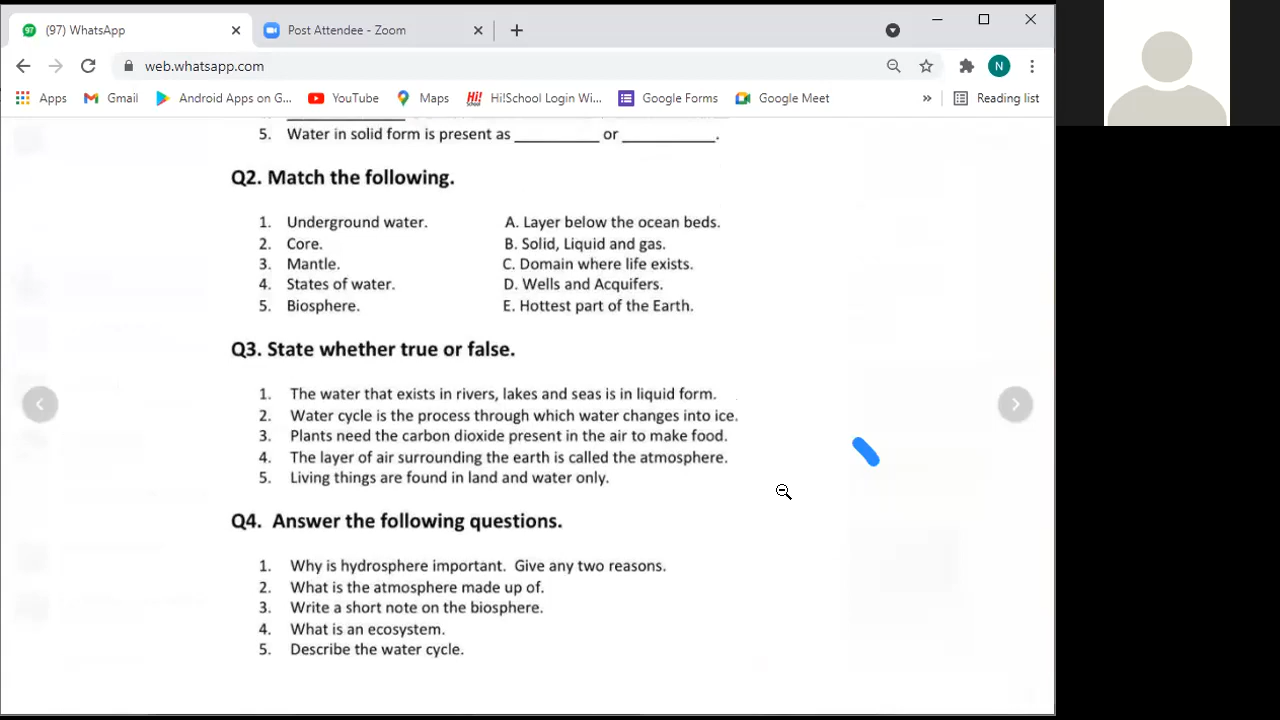 (97) WhatsApp
Post Attendee - Zoom
web.whatsapp.com
N
Apps
Gmail
Android Apps on G...
YouTube
Maps
Hi! Hi!School Login Wi...
Google Forms
Google Meet
»
Reading list
5. Water in solid form is present as __________ or ___________.
Q2. Match the following.
1. Underground water. A. Layer below the ocean beds.
2. Core. B. Solid, Liquid and gas.
3. Mantle. C. Domain where life exists.
4. States of water. D. Wells and Acquifers.
5. Biosphere. E. Hottest part of the Earth.
Q3. State whether true or false.
1. The water that exists in rivers, lakes and seas is in liquid form.
2. Water cycle is the process through which water changes into ice.
3. Plants need the carbon dioxide present in the air to make food.
4. The layer of air surrounding the earth is called the atmosphere.
5. Living things are found in land and water only.
Q4. Answer the following questions.
1. Why is hydrosphere important. Give any two reasons.
2. What is the atmosphere made up of.
3. Write a short note on the biosphere.
4. What is an ecosystem.
5. Describe the water cycle.